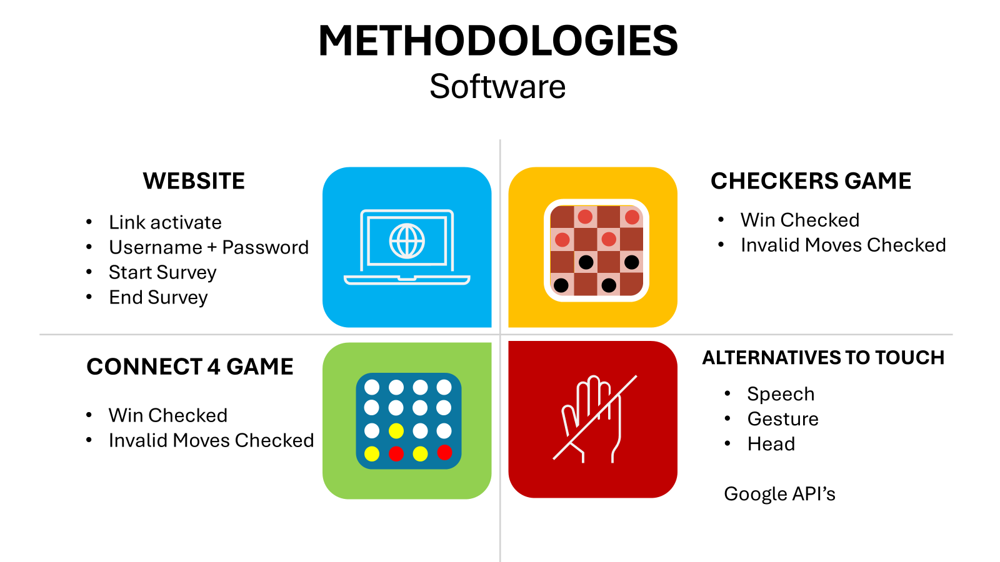 METHODOLOGIES
Software
WEBSITE
• Link activate
• Username + Password
• Start Survey
• End Survey
CHECKERS GAME
• Win Checked
• Invalid Moves Checked
CONNECT 4 GAME
• Win Checked
• Invalid Moves Checked
ALTERNATIVES TO TOUCH
• Speech
• Gesture
• Head
Google API’s